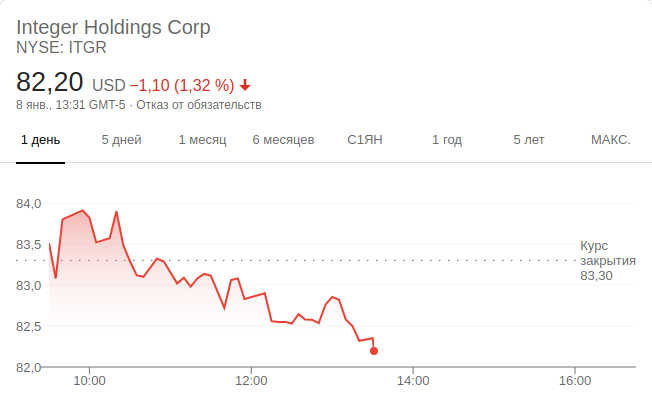 Integer Holdings Corp
NYSE: ITGR
82,20 USD −1,10 (1,32 %)
8 янв., 13:31 GMT-5 · Отказ от обязательств
1 день 5 дней 1 месяц 6 месяцев С1ЯН 1 год 5 лет МАКС.
84,0
83,5
83,0
82,5
82,0
Курс
закрытия
83,30
10:00 12:00 14:00 16:00